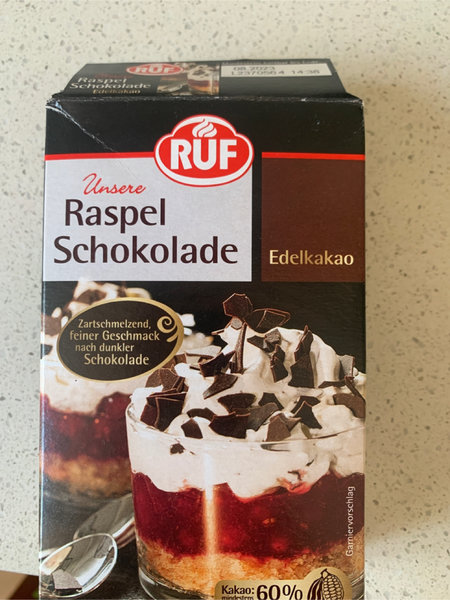 RUF
Raspel
Schokolade
Edelkakao
08.2023
L2370564 14:36
RUF
Unsere
Raspel
Schokolade
Edelkakao
Zartschmelzend,
feiner Geschmack
nach dunkler
Schokolade
Garniervorschlag
Kakao: 60%
mindestens